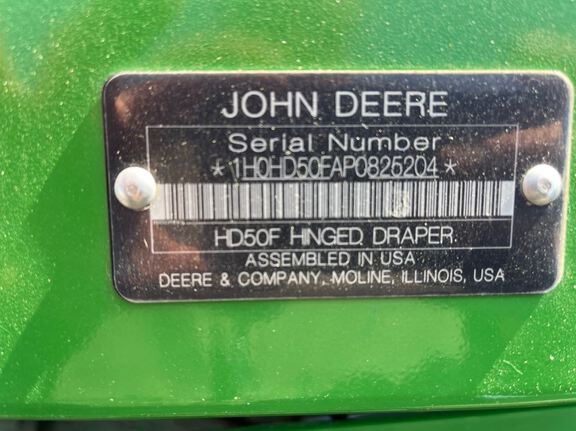 JOHN DEERE
Serial Number
*1H0HD50FAP0825204*
HD50F HINGED DRAPER
ASSEMBLED IN USA
DEERE & COMPANY, MOLINE, ILLINOIS, USA